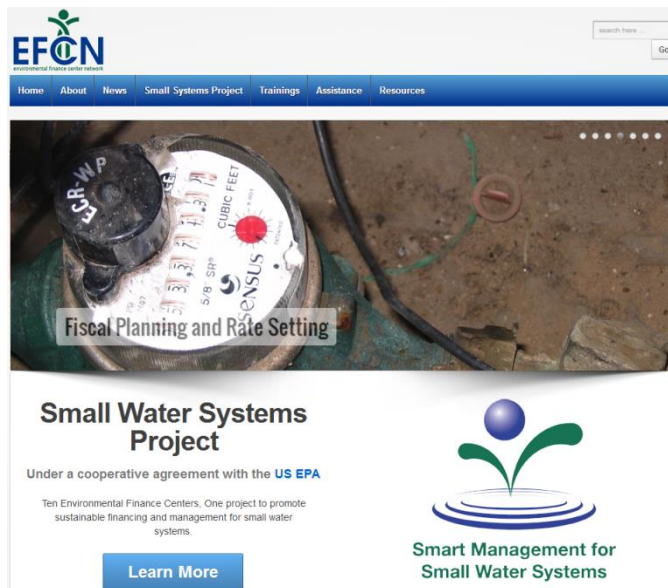 EFCN
environmental finance center network
search here ...
Go
Home About News Small Systems Project Trainings Assistance Resources
ECR-WP
CUBIC FEET
5/8" SR®
SENSUS
Fiscal Planning and Rate Setting
Small Water Systems
Project
Under a cooperative agreement with the US EPA
Ten Environmental Finance Centers, One project to promote
sustainable financing and management for small water
systems.
Learn More
Smart Management for
Small Water Systems